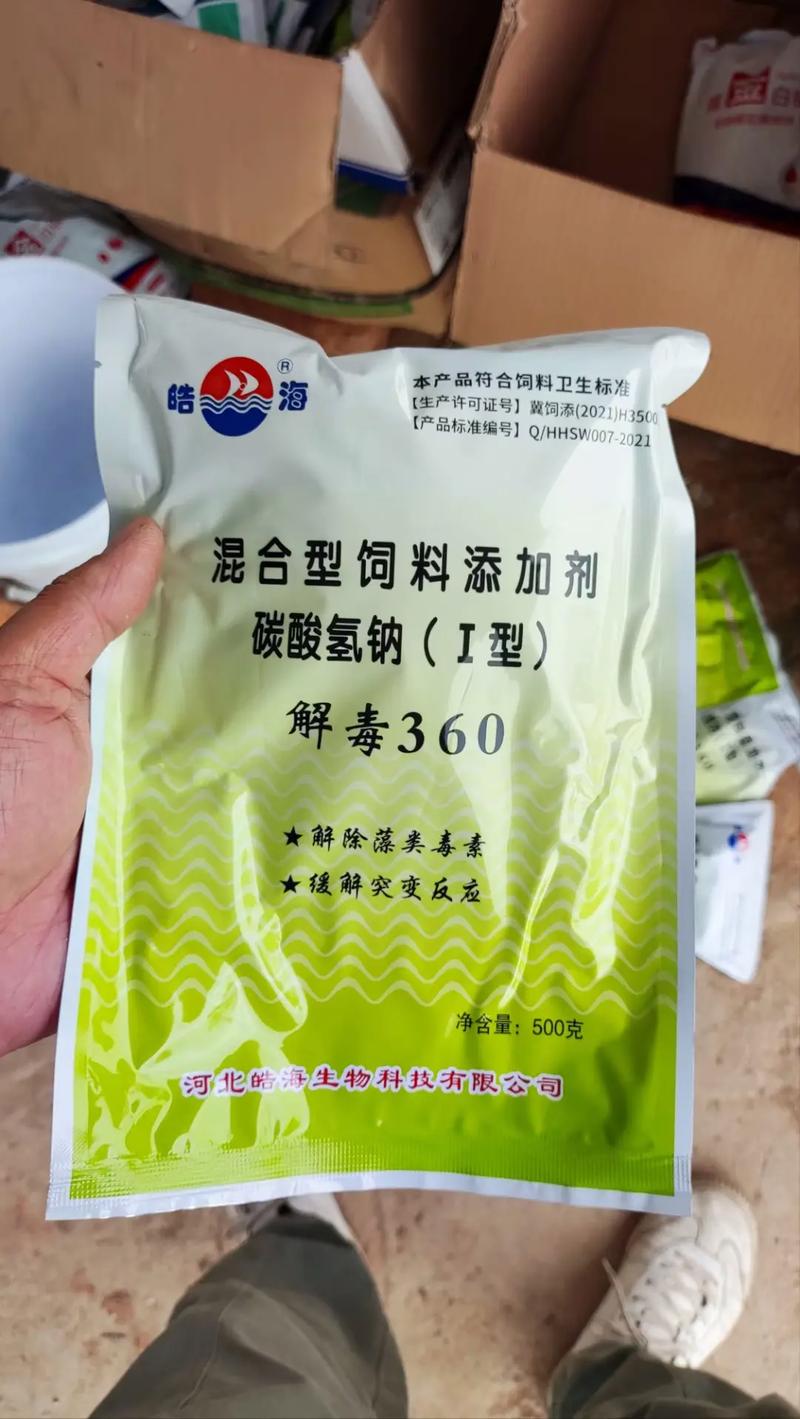 皓海®
本产品符合饲料卫生标准
【生产许可证号】冀饲添(2021)H3500
【产品标准编号】Q/HHSW007-2021
混合型饲料添加剂
碳酸氢钠(I型)
解毒360
★解除藻类毒素
★缓解突变反应
净含量：500克
河北皓海生物科技有限公司